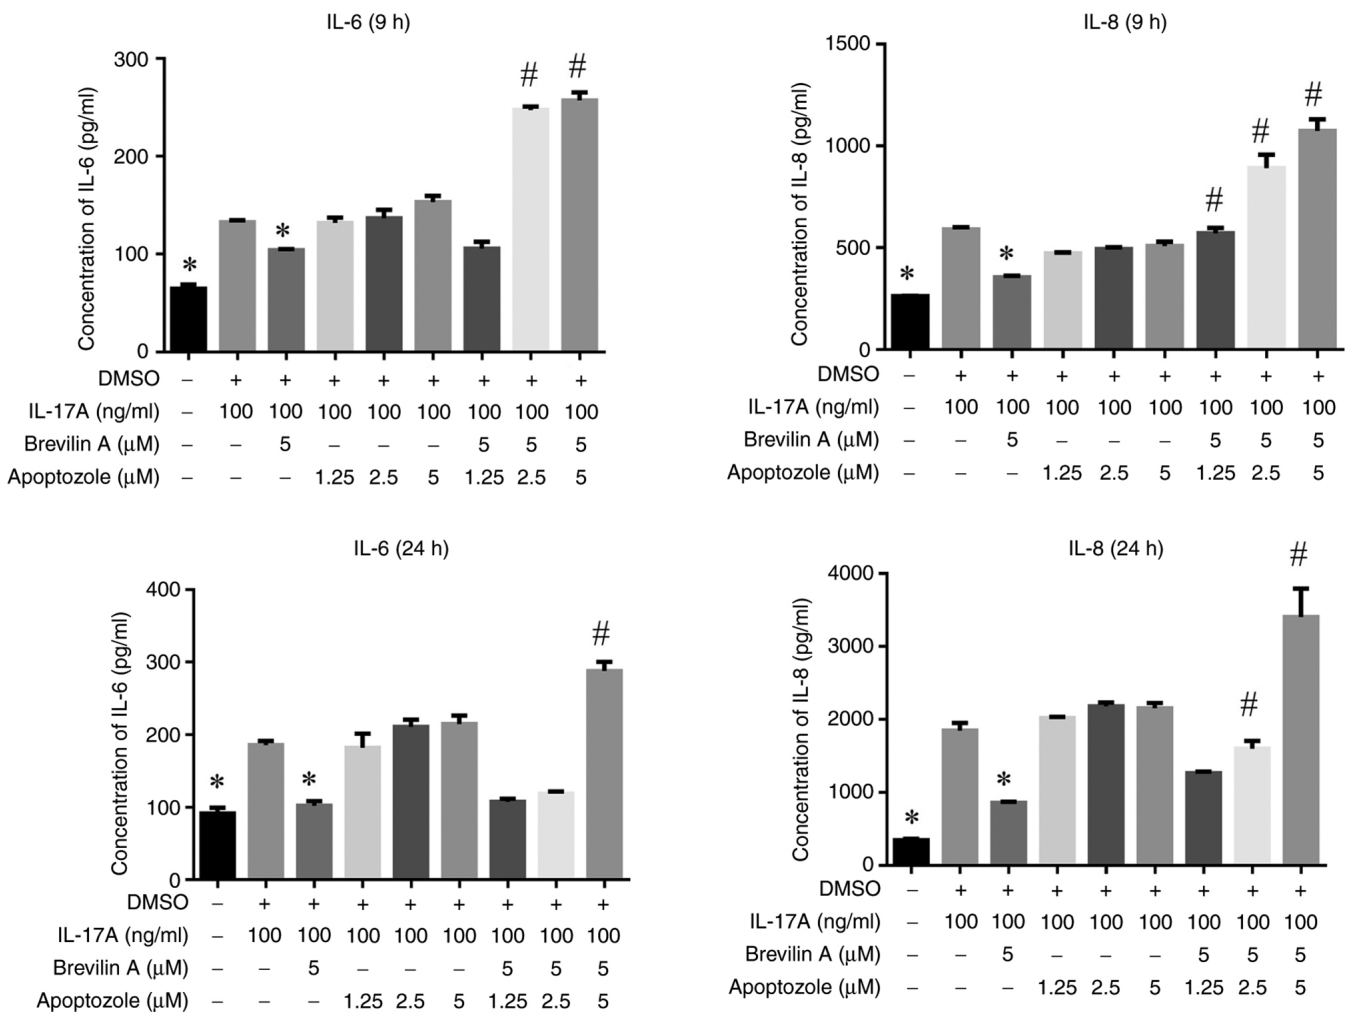 IL-6 (9 h)
300
200
100
0
Concentration of IL-6 (pg/ml)
* * # #
DMSO – + + + + + + + +
IL-17A (ng/ml) – 100 100 100 100 100 100 100 100
Brevilin A (μM) – – 5 – – – 5 5 5
Apoptozole (μM) – – – 1.25 2.5 5 1.25 2.5 5
IL-8 (9 h)
1500
1000
500
0
Concentration of IL-8 (pg/ml)
* * # # #
DMSO – + + + + + + + +
IL-17A (ng/ml) – 100 100 100 100 100 100 100 100
Brevilin A (μM) – – 5 – – – 5 5 5
Apoptozole (μM) – – – 1.25 2.5 5 1.25 2.5 5
IL-6 (24 h)
400
300
200
100
0
Concentration of IL-6 (pg/ml)
* * #
DMSO – + + + + + + + +
IL-17A (ng/ml) – 100 100 100 100 100 100 100 100
Brevilin A (μM) – – 5 – – – 5 5 5
Apoptozole (μM) – – – 1.25 2.5 5 1.25 2.5 5
IL-8 (24 h)
4000
3000
2000
1000
0
Concentration of IL-8 (pg/ml)
* * # #
DMSO – + + + + + + + +
IL-17A (ng/ml) – 100 100 100 100 100 100 100 100
Brevilin A (μM) – – 5 – – – 5 5 5
Apoptozole (μM) – – – 1.25 2.5 5 1.25 2.5 5